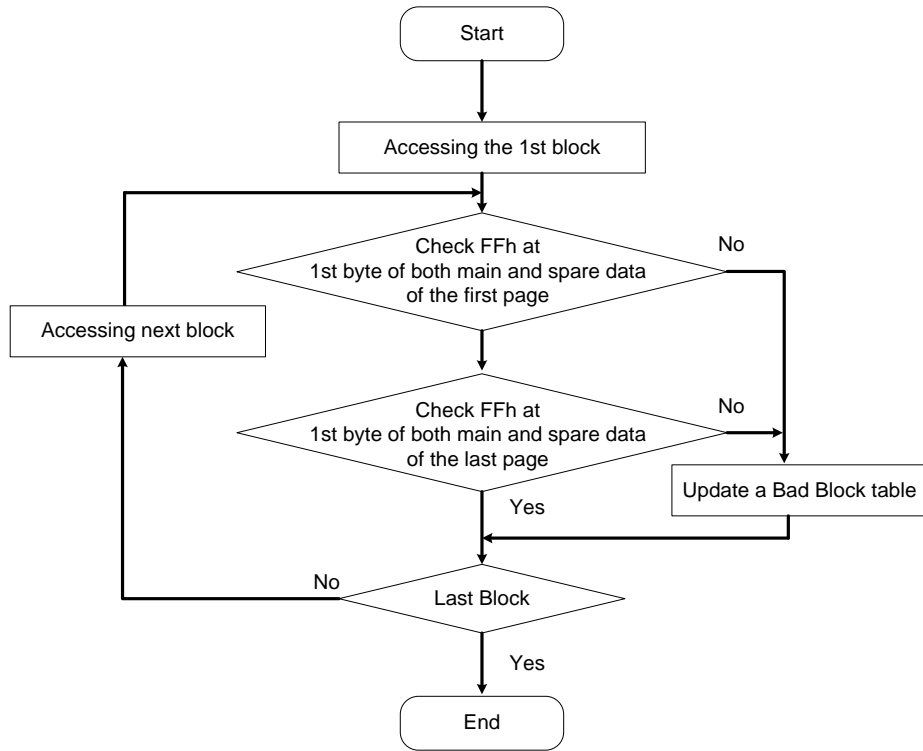 Start
Accessing the 1st block
Check FFh at
1st byte of both main and spare data
of the first page
No
Accessing next block
Check FFh at
1st byte of both main and spare data
of the last page
No
Update a Bad Block table
Yes
No
Last Block
Yes
End